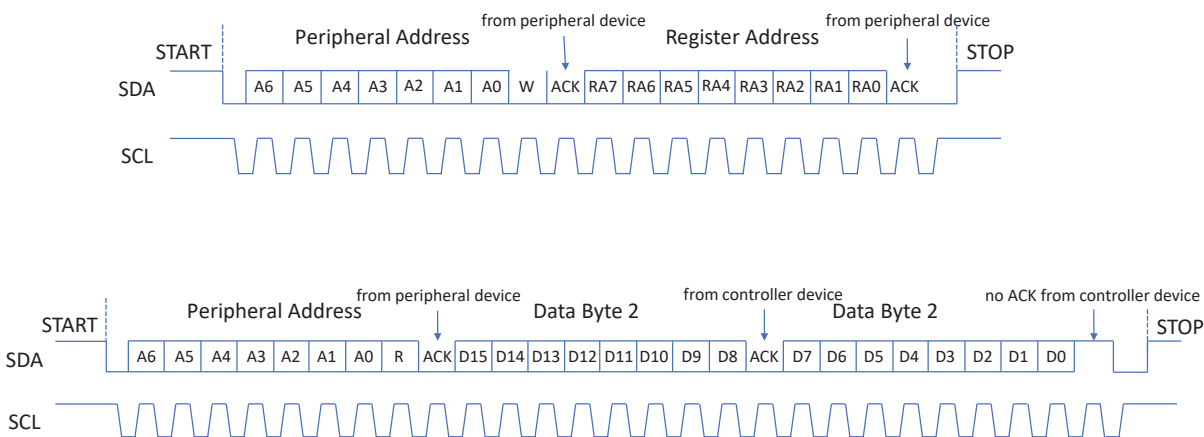 from peripheral device from peripheral device
Peripheral Address Register Address
START STOP
SDA A6 A5 A4 A3 A2 A1 A0 W ACK RA7 RA6 RA5 RA4 RA3 RA2 RA1 RA0 ACK
SCL
from peripheral device from controller device no ACK from controller device
Peripheral Address Data Byte 2 Data Byte 2
START STOP
SDA A6 A5 A4 A3 A2 A1 A0 R ACK D15 D14 D13 D12 D11 D10 D9 D8 ACK D7 D6 D5 D4 D3 D2 D1 D0
SCL